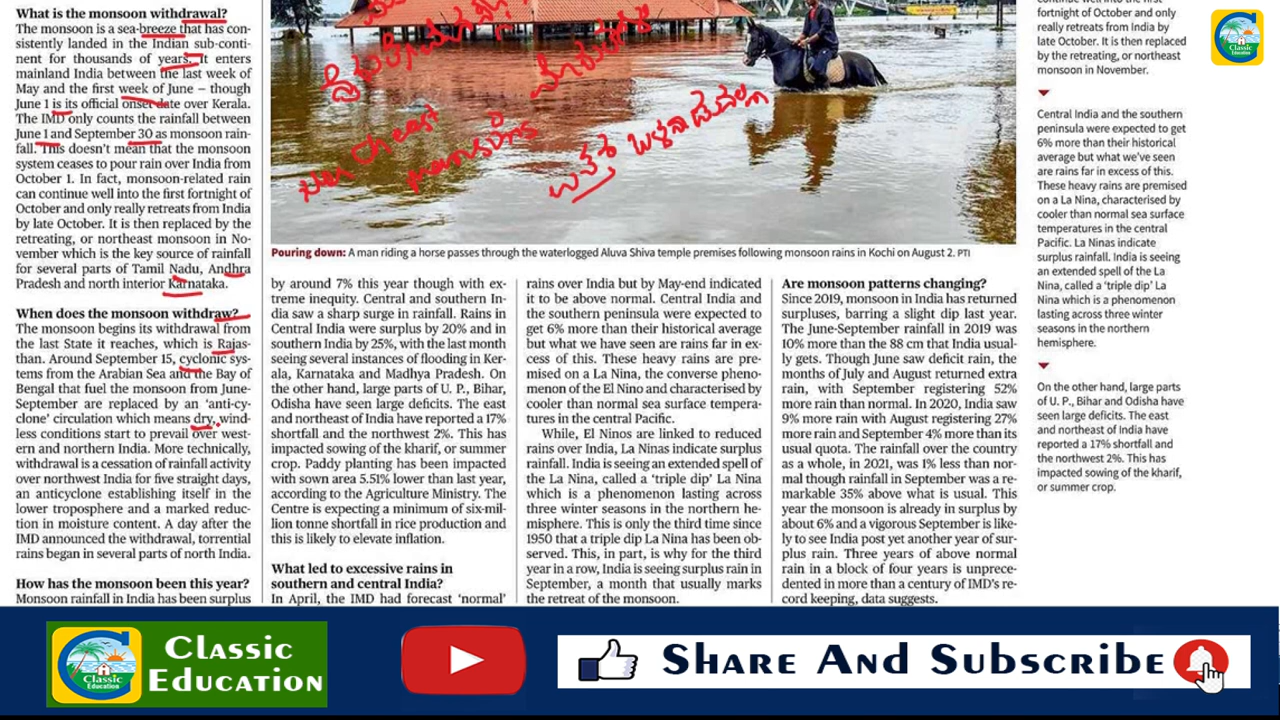 What is the monsoon withdrawal?
The monsoon is a sea-breeze that has con-
sistently landed in the Indian sub-conti-
nent for thousands of years. It enters
mainland India between the last week of
May and the first week of June – though
June 1 is its official onset date over Kerala.
The IMD only counts the rainfall between
June 1 and September 30 as monsoon rain-
fall. This doesn't mean that the monsoon
system ceases to pour rain over India from
October 1. In fact, monsoon-related rain
can continue well into the first fortnight of
October and only really retreats from India
by late October. It is then replaced by the
retreating, or northeast monsoon in No-
vember which is the key source of rainfall
for several parts of Tamil Nadu, Andhra
Pradesh and north interior Karnataka.
When does the monsoon withdraw?
The monsoon begins its withdrawal from
the last State it reaches, which is Rajas-
than. Around September 15, cyclonic sys-
tems from the Arabian Sea and the Bay of
Bengal that fuel the monsoon from June-
September are replaced by an 'anti-cy-
clone' circulation which means dry, wind-
less conditions start to prevail over west-
ern and northern India. More technically,
withdrawal is a cessation of rainfall activity
over northwest India for five straight days,
an anticyclone establishing itself in the
lower troposphere and a marked reduc-
tion in moisture content. A day after the
IMD announced the withdrawal, torrential
rains began in several parts of north India.
How has the monsoon been this year?
Monsoon rainfall in India has been surplus
Pouring down: A man riding a horse passes through the waterlogged Aluva Shiva temple premises following monsoon rains in Kochi on August 2. PTI
by around 7% this year though with ex-
treme inequity. Central and southern In-
dia saw a sharp surge in rainfall. Rains in
Central India were surplus by 20% and in
southern India by 25%, with the last month
seeing several instances of flooding in Ker-
ala, Karnataka and Madhya Pradesh. On
the other hand, large parts of U. P., Bihar,
Odisha have seen large deficits. The east
and northeast of India have reported a 17%
shortfall and the northwest 2%. This has
impacted sowing of the kharif, or summer
crop. Paddy planting has been impacted
with sown area 5.51% lower than last year,
according to the Agriculture Ministry. The
Centre is expecting a minimum of six-mil-
lion tonne shortfall in rice production and
this is likely to elevate inflation.
What led to excessive rains in
southern and central India?
In April, the IMD had forecast 'normal'
rains over India but by May-end indicated
it to be above normal. Central India and
the southern peninsula were expected to
get 6% more than their historical average
but what we have seen are rains far in ex-
cess of this. These heavy rains are pre-
mised on a La Nina, the converse pheno-
menon of the El Nino and characterised by
cooler than normal sea surface tempera-
tures in the central Pacific.
While, El Ninos are linked to reduced
rains over India, La Ninas indicate surplus
rainfall. India is seeing an extended spell of
the La Nina, called a 'triple dip' La Nina
which is a phenomenon lasting across
three winter seasons in the northern he-
misphere. This is only the third time since
1950 that a triple dip La Nina has been ob-
served. This, in part, is why for the third
year in a row, India is seeing surplus rain in
September, a month that usually marks
the retreat of the monsoon.
Are monsoon patterns changing?
Since 2019, monsoon in India has returned
surpluses, barring a slight dip last year.
The June-September rainfall in 2019 was
10% more than the 88 cm that India usual-
ly gets. Though June saw deficit rain, the
months of July and August returned extra
rain, with September registering 52%
more rain than normal. In 2020, India saw
9% more rain with August registering 27%
more rain and September 4% more than its
usual quota. The rainfall over the country
as a whole, in 2021, was 1% less than nor-
mal though rainfall in September was a re-
markable 35% above what is usual. This
year the monsoon is already in surplus by
about 6% and a vigorous September is like-
ly to see India post yet another year of sur-
plus rain. Three years of above normal
rain in a block of four years is unprece-
dented in more than a century of IMD's re-
cord keeping, data suggests.
fortnight of October and only
really retreats from India by
late October. It is then replaced
by the retreating, or northeast
monsoon in November.
Central India and the southern
peninsula were expected to get
6% more than their historical
average but what we've seen
are rains far in excess of this.
These heavy rains are premised
on a La Nina, characterised by
cooler than normal sea surface
temperatures in the central
Pacific. La Ninas indicate
surplus rainfall. India is seeing
an extended spell of the La
Nina, called a 'triple dip' La
Nina which is a phenomenon
lasting across three winter
seasons in the northern
hemisphere.
On the other hand, large parts
of U. P., Bihar and Odisha have
seen large deficits. The east
and northeast of India have
reported a 17% shortfall and
the northwest 2%. This has
impacted sowing of the kharif,
or summer crop.
Classic
Education
Classic
Education
Classic
Education
Share And Subscribe